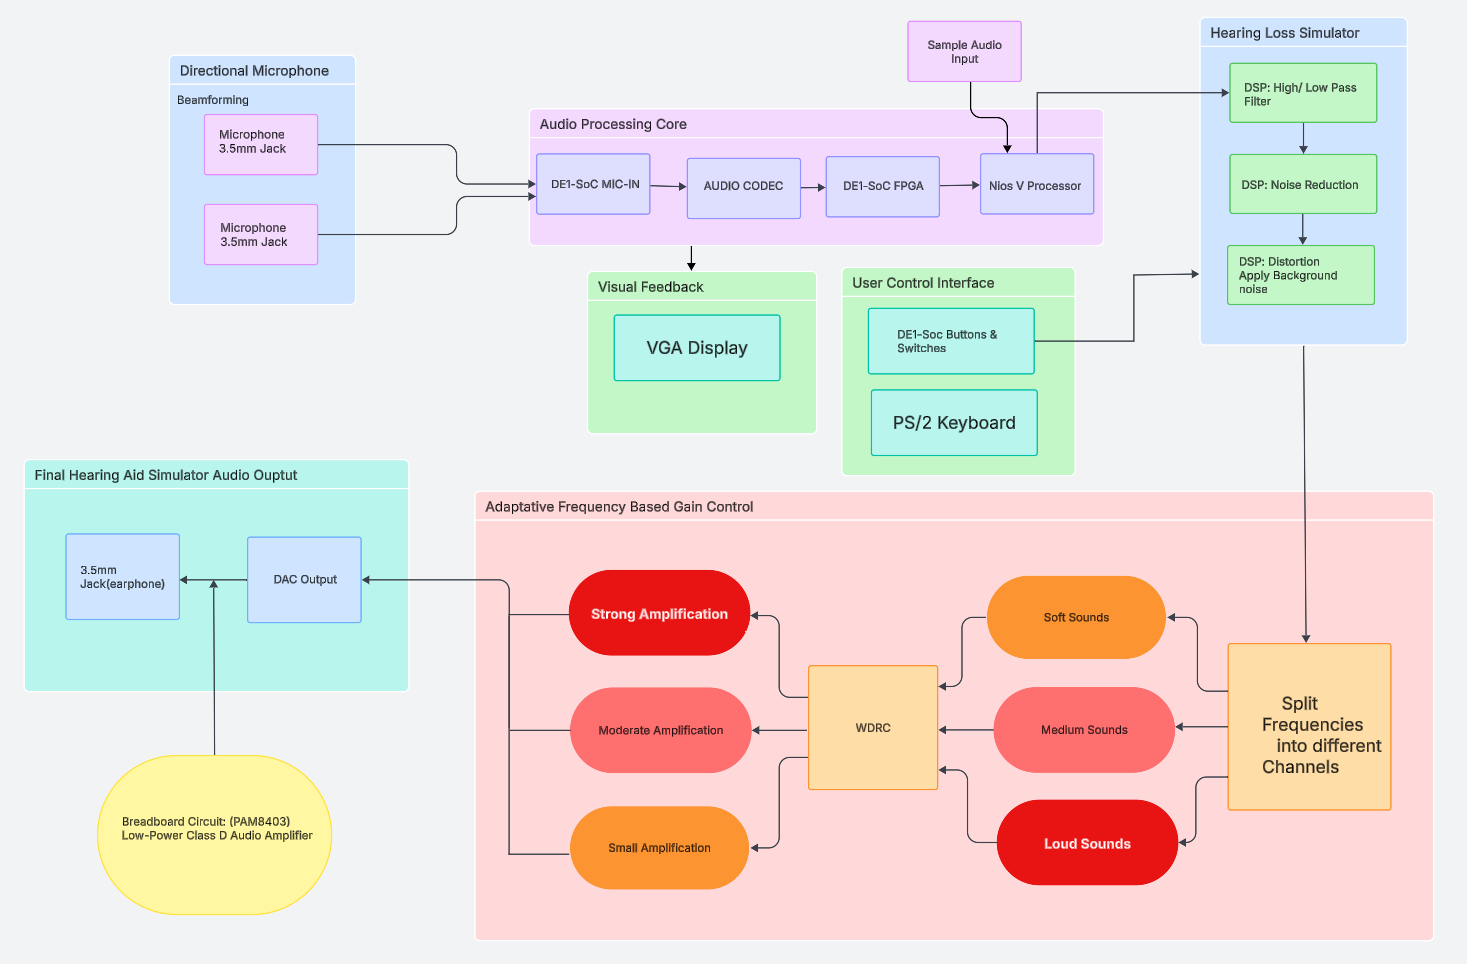 Directional Microphone
Beamforming
Microphone
3.5mm Jack
Microphone
3.5mm Jack
Sample Audio
Input
Audio Processing Core
DE1-SoC MIC-IN
AUDIO CODEC
DE1-SoC FPGA
Nios V Processor
Hearing Loss Simulator
DSP: High/ Low Pass
Filter
DSP: Noise Reduction
DSP: Distortion
Apply Background
noise
Visual Feedback
VGA Display
User Control Interface
DE1-Soc Buttons &
Switches
PS/2 Keyboard
Final Hearing Aid Simulator Audio Ouptut
3.5mm
Jack(earphone)
DAC Output
Breadboard Circuit: (PAM8403)
Low-Power Class D Audio Amplifier
Adaptative Frequency Based Gain Control
Strong Amplification
Moderate Amplification
Small Amplification
WDRC
Soft Sounds
Medium Sounds
Loud Sounds
Split
Frequencies
into different
Channels